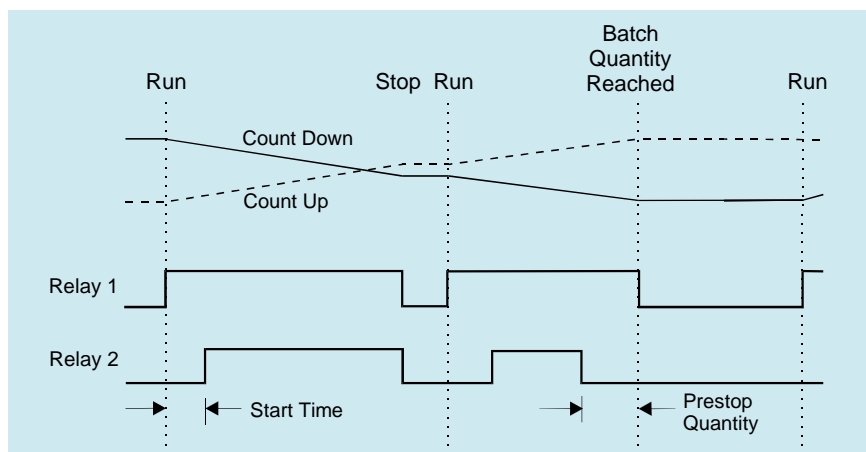 Batch
Quantity
Reached
Run
Stop
Run
Run
Count Down
Count Up
Relay 1
Relay 2
Start Time
Prestop
Quantity